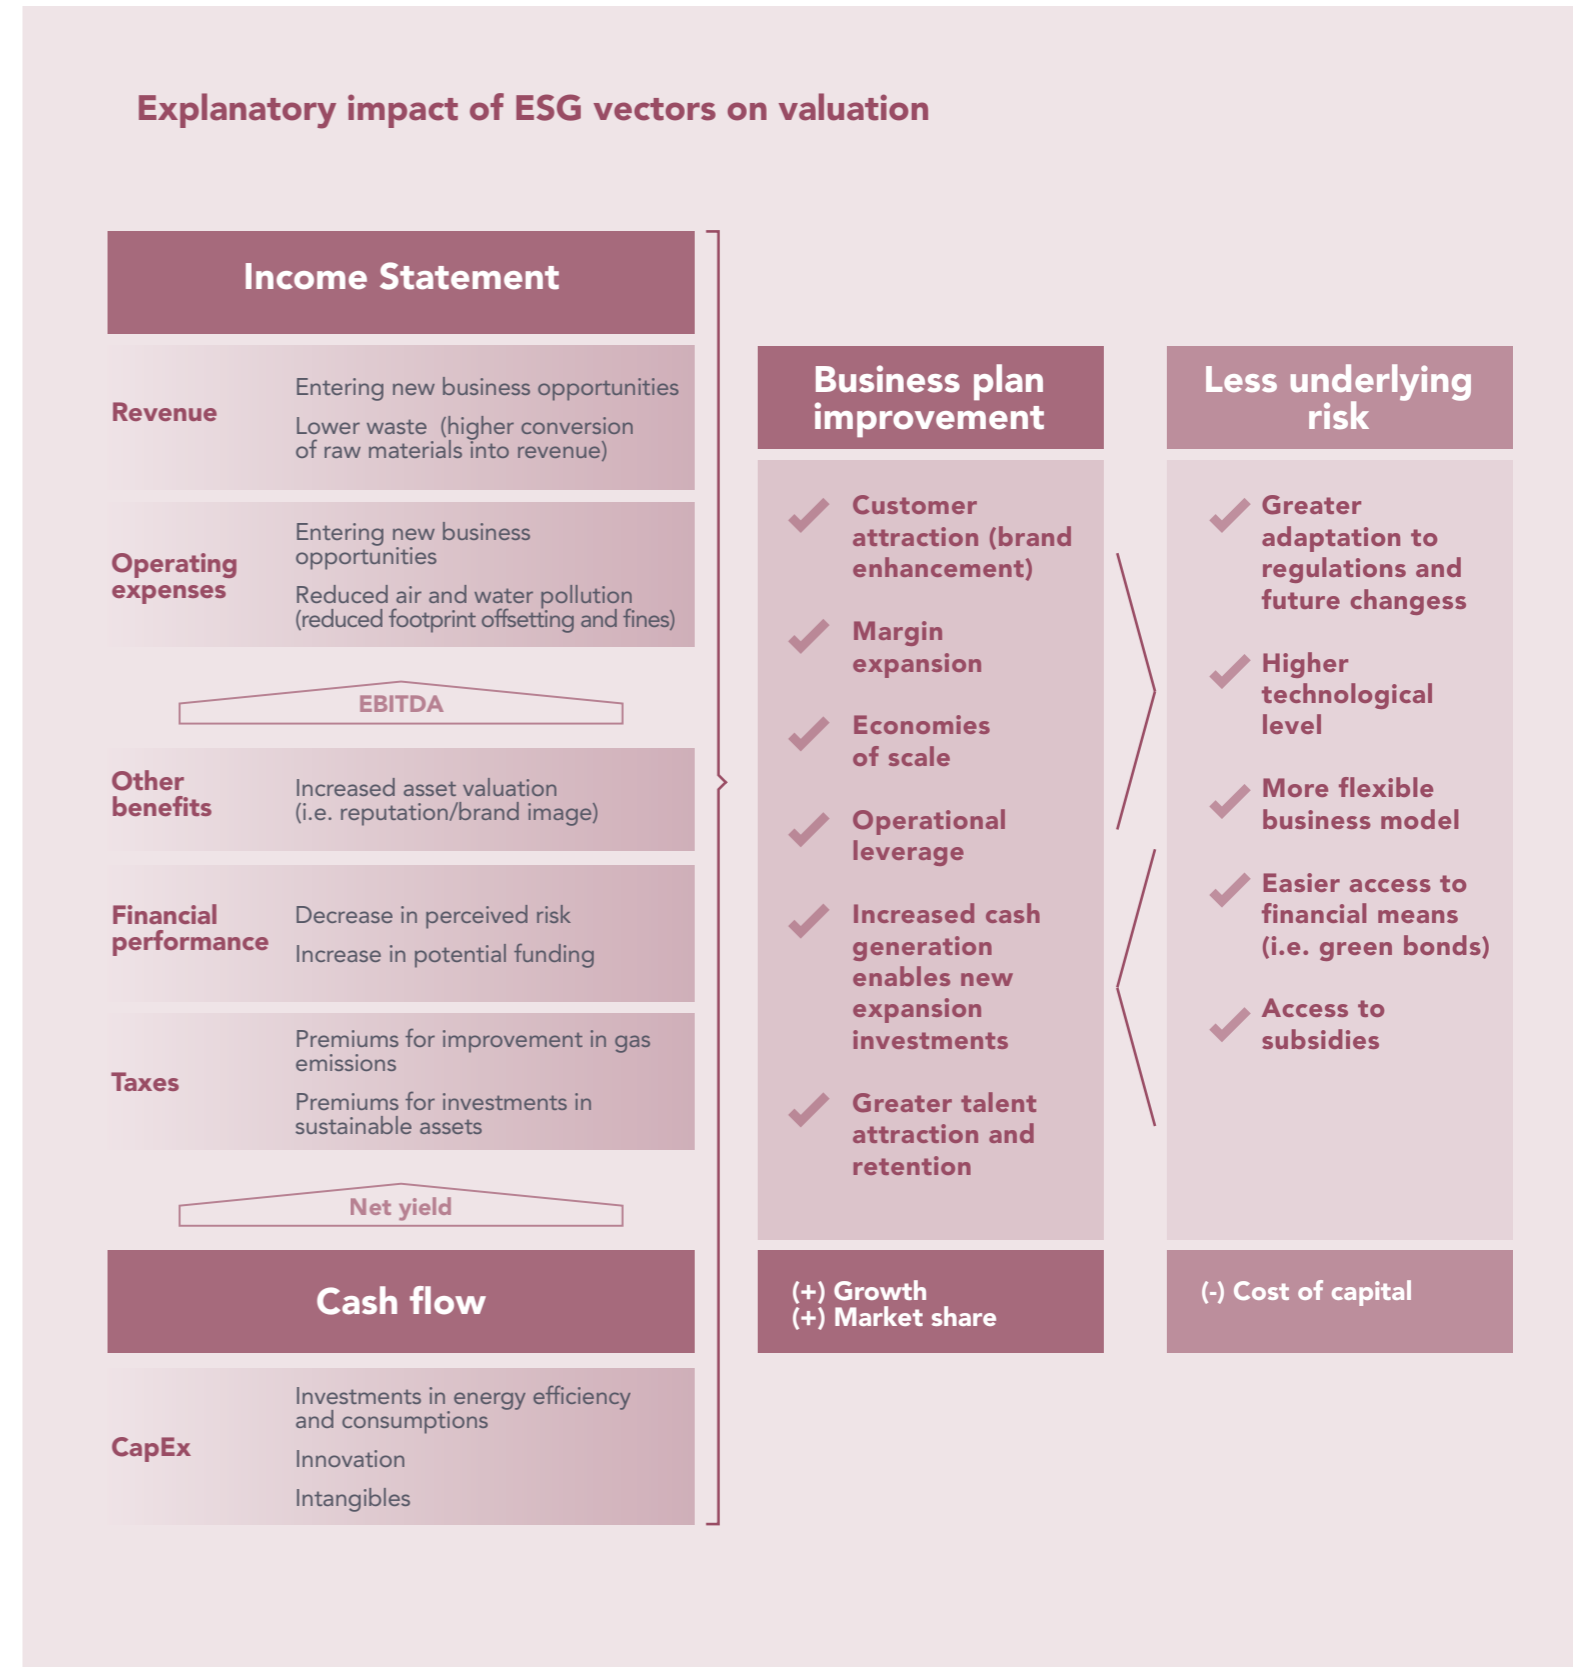 Explanatory impact of ESG vectors on valuation
Income Statement
Revenue
Entering new business opportunities
Lower waste (higher conversion
of raw materials into revenue)
Operating
expenses
Entering new business
opportunities
Reduced air and water pollution
(reduced footprint offsetting and fines)
EBITDA
Other
benefits
Increased asset valuation
(i.e. reputation/brand image)
Financial
performance
Decrease in perceived risk
Increase in potential funding
Taxes
Premiums for improvement in gas
emissions
Premiums for investments in
sustainable assets
Net yield
Cash flow
CapEx
Investments in energy efficiency
and consumptions
Innovation
Intangibles
Business plan
improvement
Customer
attraction (brand
enhancement)
Margin
expansion
Economies
of scale
Operational
leverage
Increased cash
generation
enables new
expansion
investments
Greater talent
attraction and
retention
(+) Growth
(+) Market share
Less underlying
risk
Greater
adaptation to
regulations and
future changess
Higher
technological
level
More flexible
business model
Easier access to
financial means
(i.e. green bonds)
Access to
subsidies
(-) Cost of capital